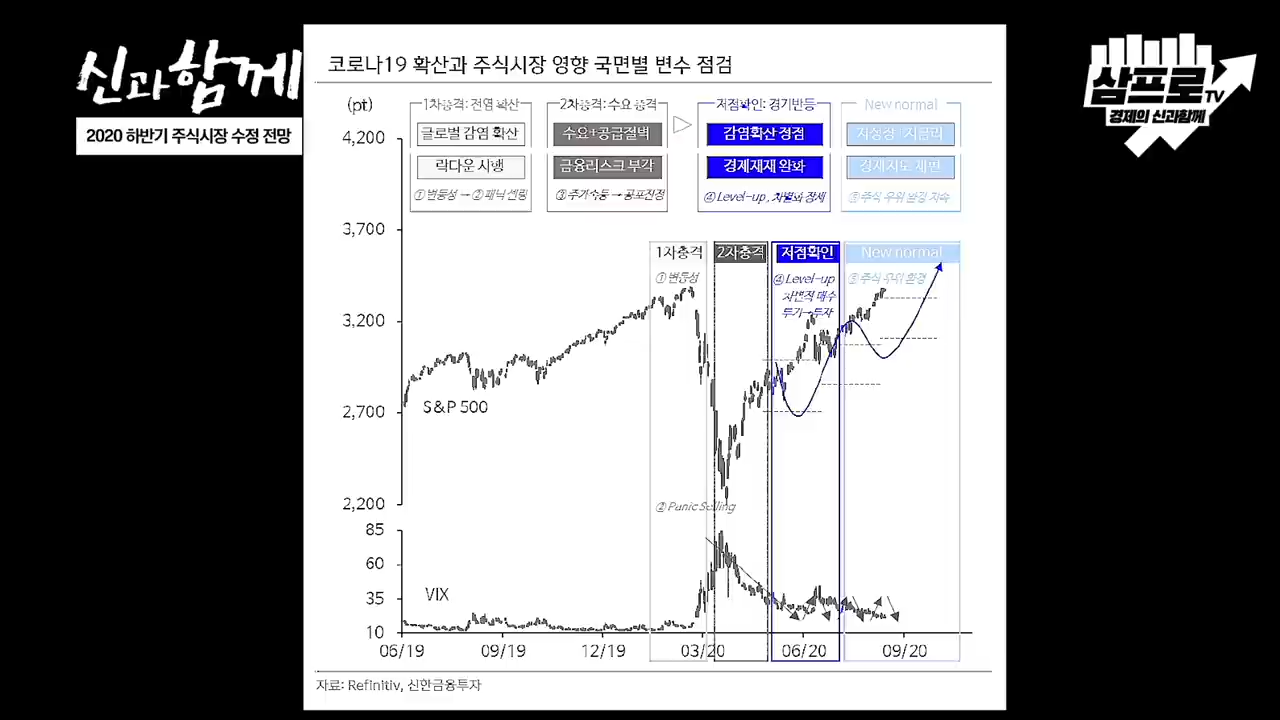 신과함께
2020 하반기 주식시장 수정 전망
삼프로TV
경제의 신과함께
코로나19 확산과 주식시장 영향 국면별 변수 점검
(pt)
1차충격: 전염 확산
2차충격: 수요 충격
저점확인: 경기반등
New normal
글로벌 감염 확산
수요+공급절벽
감염확산 정점
저성장 저금리
락다운 시행
금융리스크 부각
경제재재 완화
경제지도 재편
① 변동성 → ② 패닉 셀링
③ 주가수둥 → 공포진정
④ Level-up, 차별화 장세
⑤ 주식 우위 환경 지속
4,200
3,700
3,200
2,700
2,200
1차충격
2차충격
저점확인
New normal
① 변동성
④ Level-up
차변적 매수
투기→투자
⑤ 주식 우위 환경
S&P 500
② Panic Selling
85
60
35
10
VIX
06/19 09/19 12/19 03/20 06/20 09/20
자료: Refinitiv, 신한금융투자